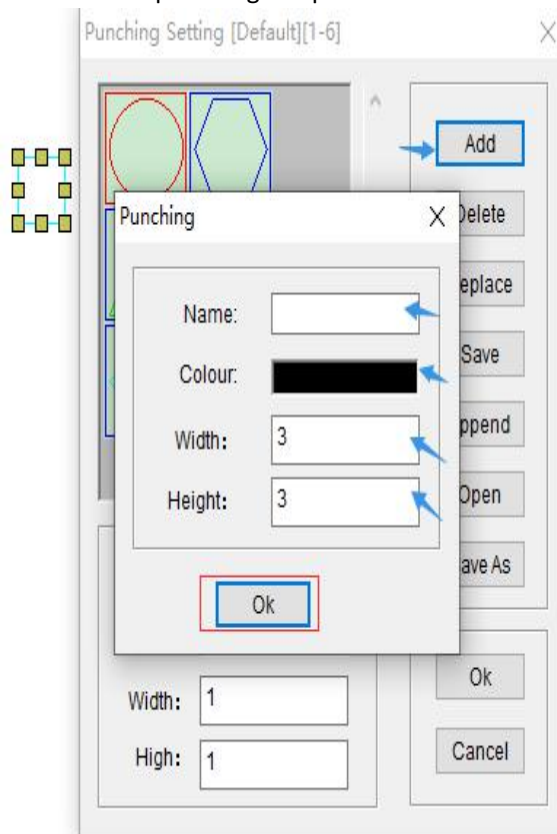 Punching Setting [Default][1-6]
Add
Punching
Delete
eplace
Name:
Save
Colour:
ppend
Width: 3
Height: 3
Open
ave As
Ok
Ok
Width: 1
High: 1
Cancel